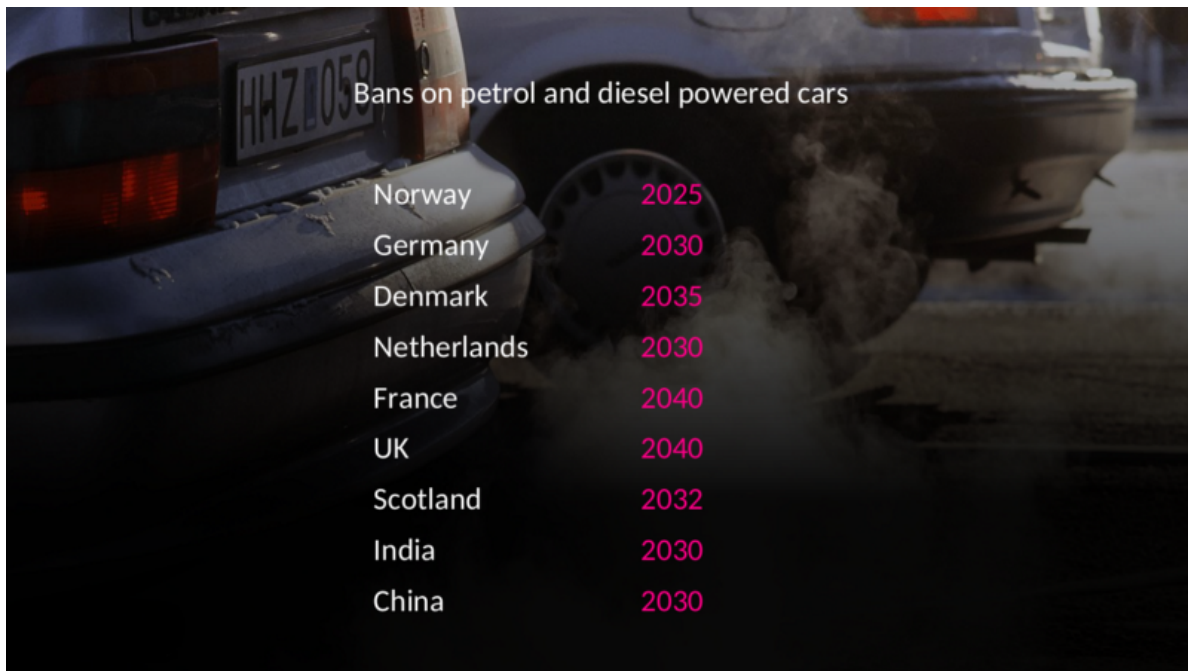 HHZ 058
Bans on petrol and diesel powered cars
Norway 2025
Germany 2030
Denmark 2035
Netherlands 2030
France 2040
UK 2040
Scotland 2032
India 2030
China 2030